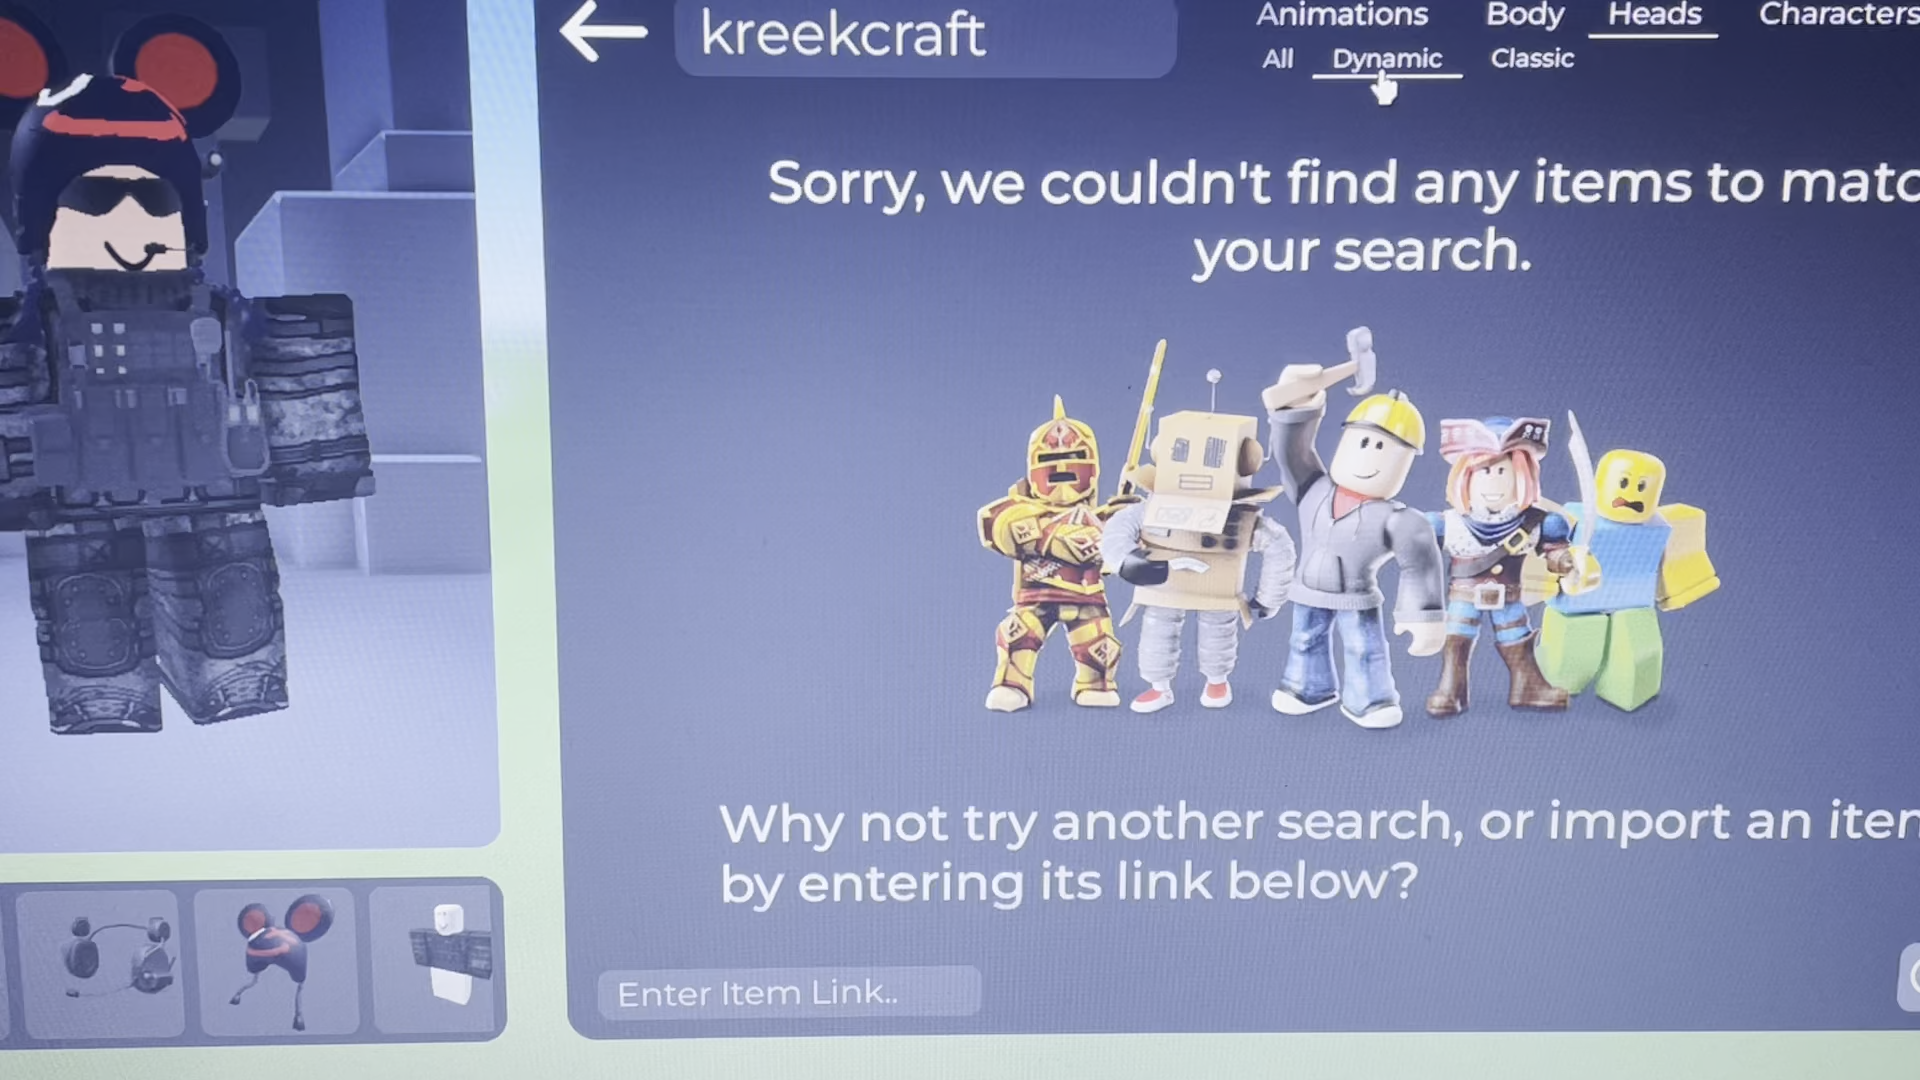 kreekcraft
Animations Body Heads Characters
All Dynamic Classic
Sorry, we couldn't find any items to matc
your search.
Why not try another search, or import an iter
by entering its link below?
Enter Item Link..